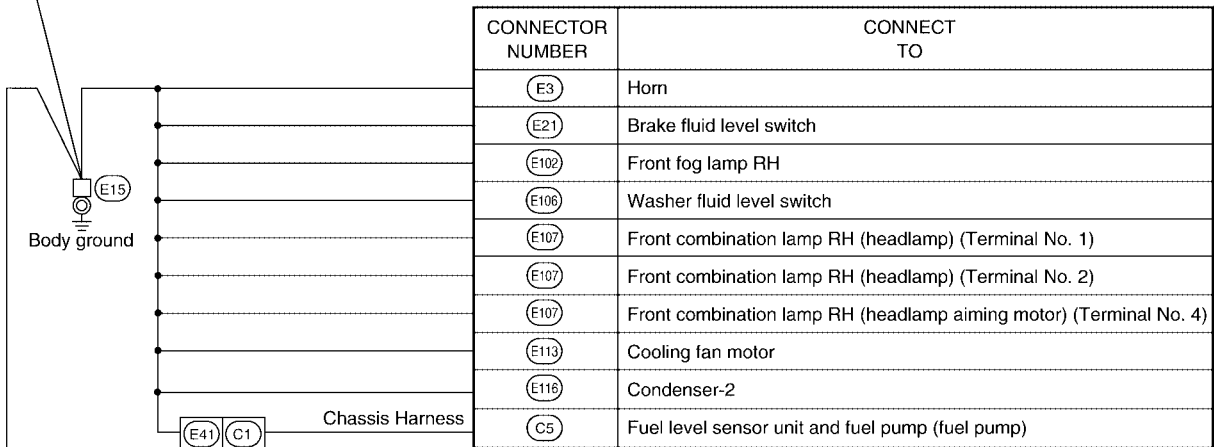 CONNECTOR NUMBER
CONNECT TO
E3 Horn
E21 Brake fluid level switch
E102 Front fog lamp RH
E15
E106 Washer fluid level switch
Body ground
E107 Front combination lamp RH (headlamp) (Terminal No. 1)
E107 Front combination lamp RH (headlamp) (Terminal No. 2)
E107 Front combination lamp RH (headlamp aiming motor) (Terminal No. 4)
E113 Cooling fan motor
E116 Condenser-2
E41 C1 Chassis Harness C5 Fuel level sensor unit and fuel pump (fuel pump)